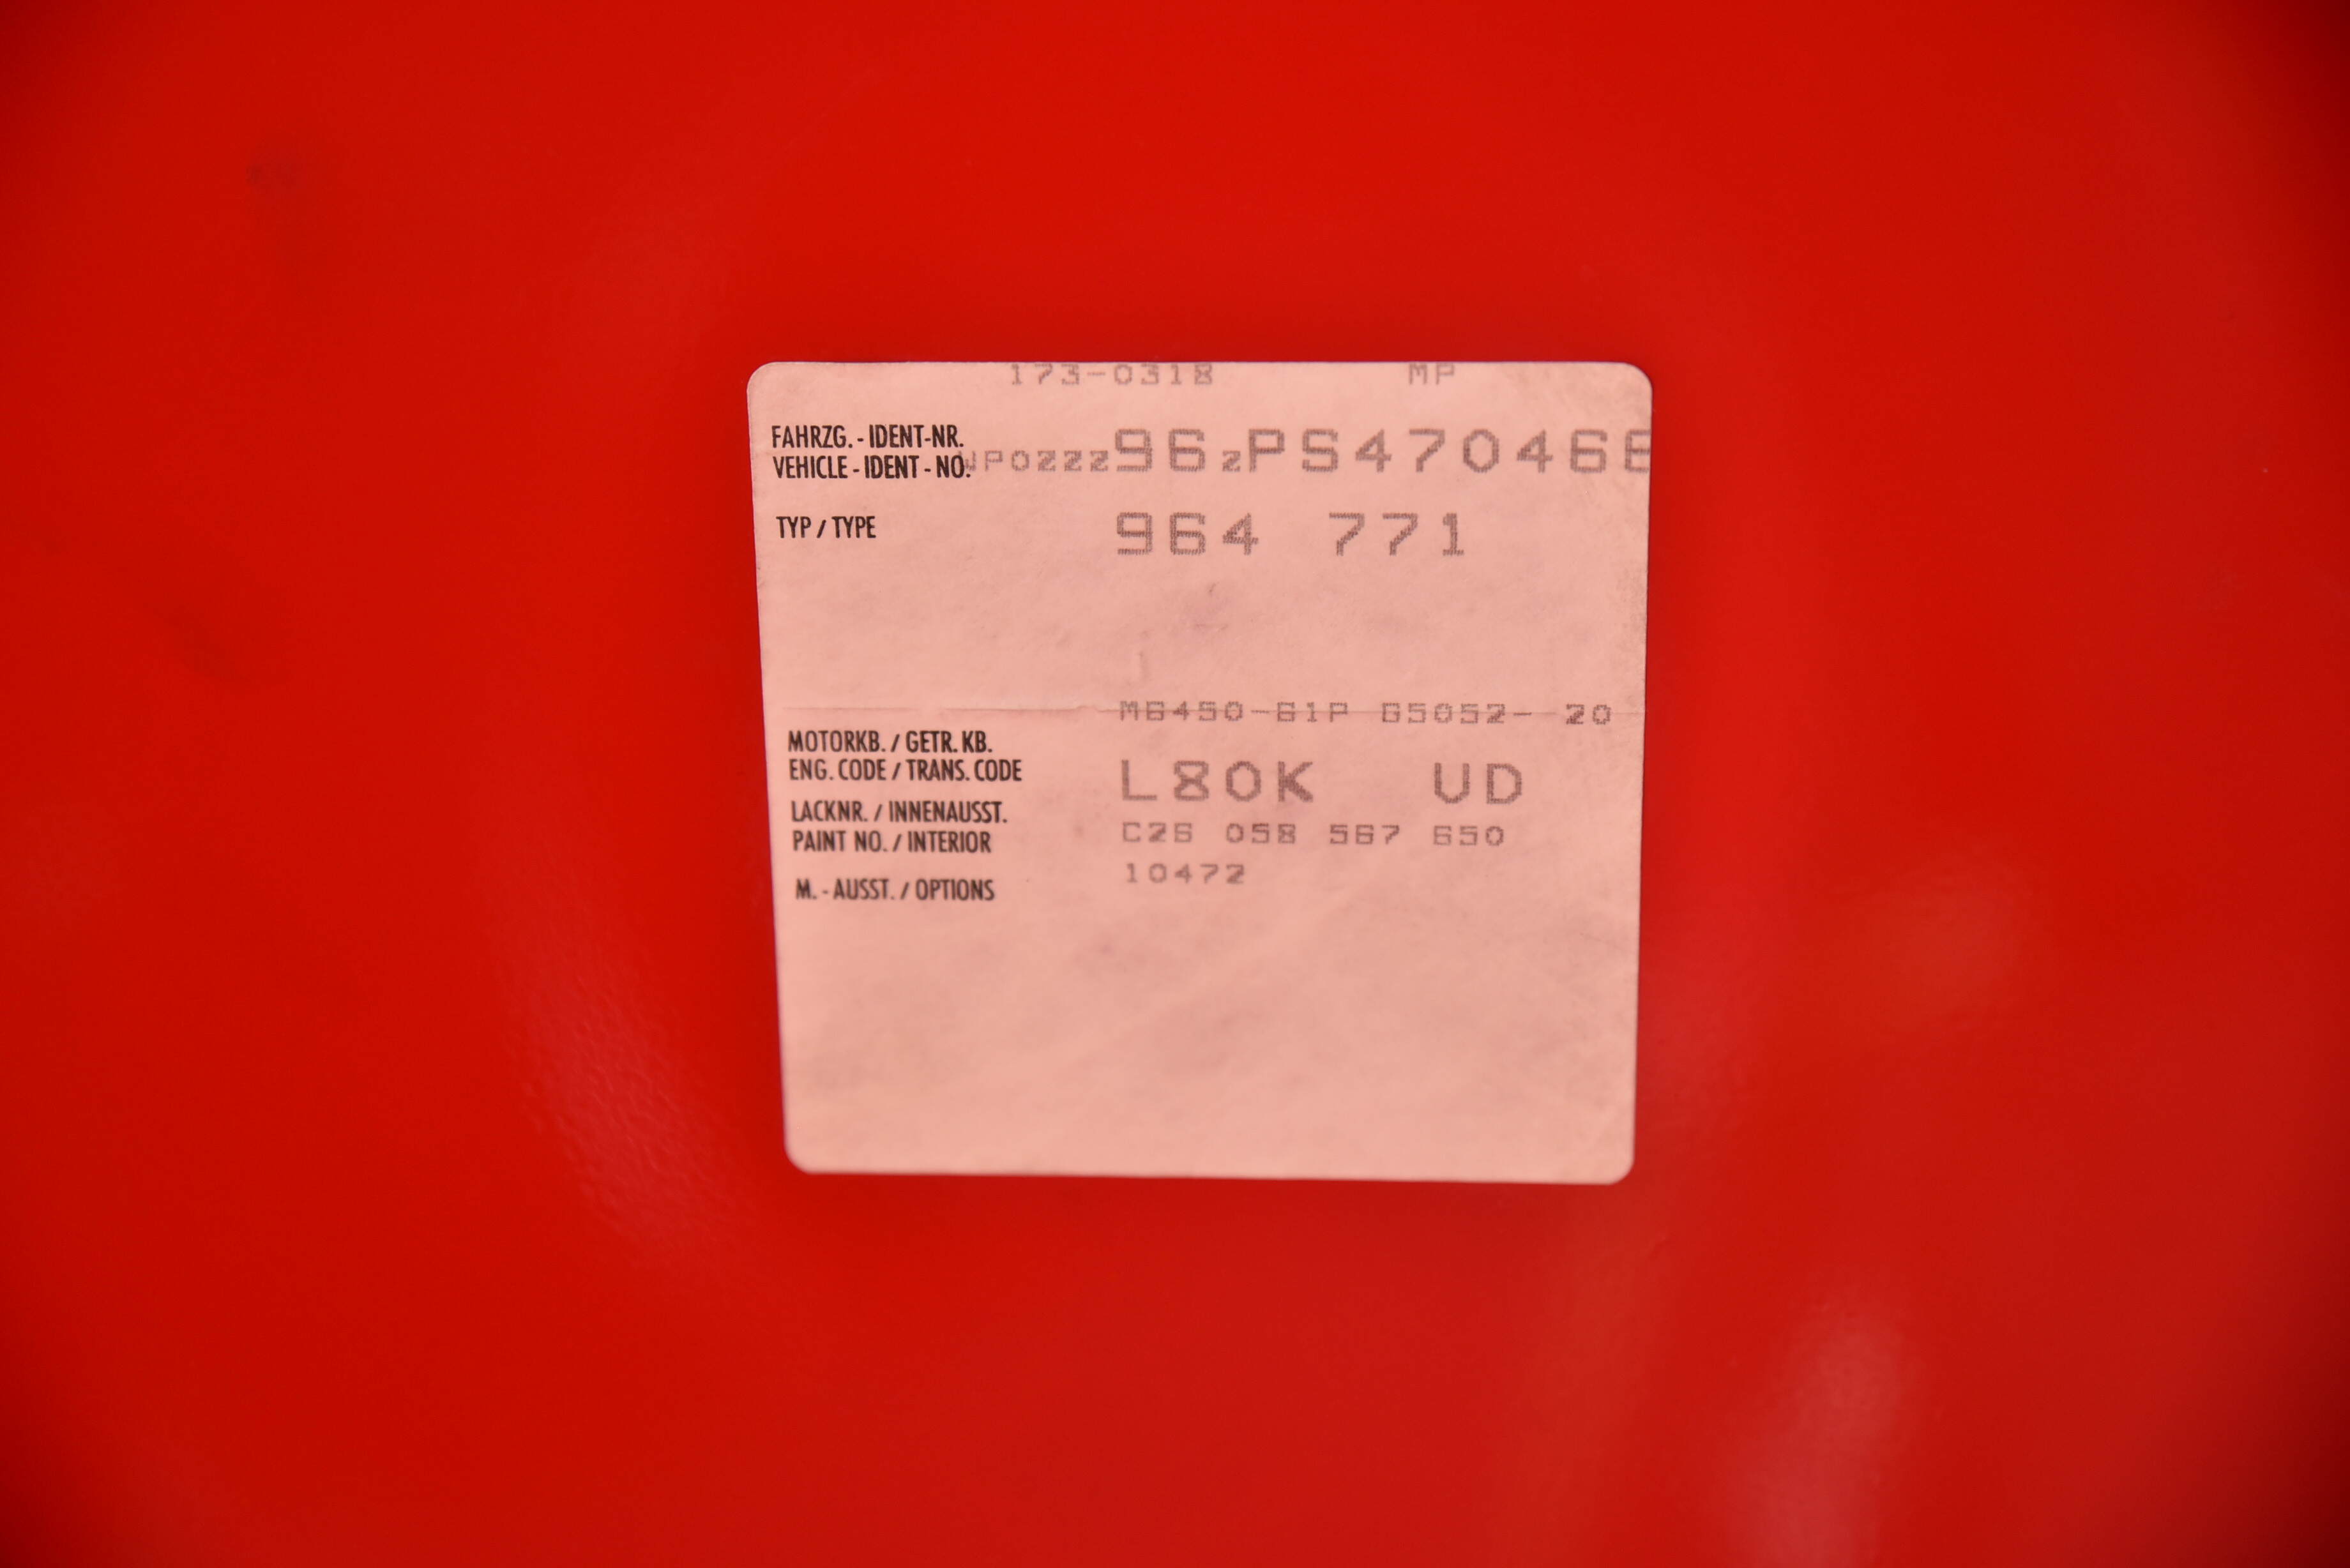 173-0318 MP
FAHRZG.-IDENT-NR.
VEHICLE-IDENT-NO. WP0ZZZ96ZPS470466
TYP / TYPE 964 771
M6450-61P G5052- 20
MOTORKB. / GETR. KB.
ENG. CODE / TRANS. CODE L80K UD
LACKNR. / INNENAUSST.
PAINT NO. / INTERIOR C26 058 567 650
10472
M. - AUSST. / OPTIONS